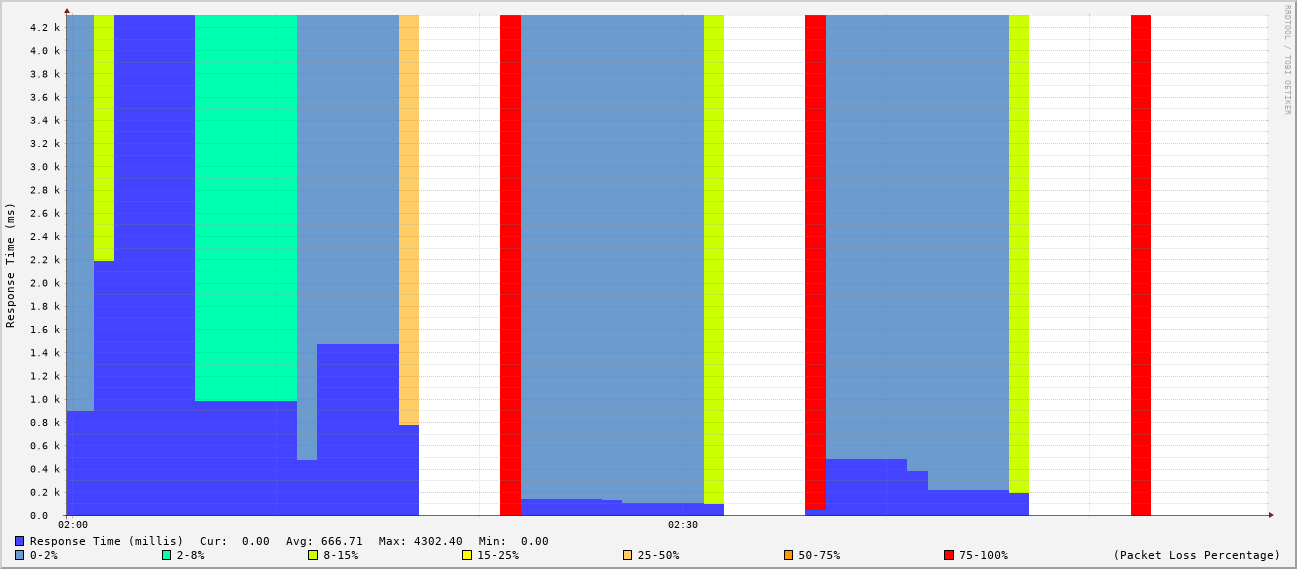 RRDTOOL / TOBI OETIKER
Response Time (ms)
4.2 k
4.0 k
3.8 k
3.6 k
3.4 k
3.2 k
3.0 k
2.8 k
2.6 k
2.4 k
2.2 k
2.0 k
1.8 k
1.6 k
1.4 k
1.2 k
1.0 k
0.8 k
0.6 k
0.4 k
0.2 k
0.0
02:00 02:30
Response Time (millis) Cur: 0.00 Avg: 666.71 Max: 4302.40 Min: 0.00
0-2% 2-8% 8-15% 15-25% 25-50% 50-75% 75-100% (Packet Loss Percentage)